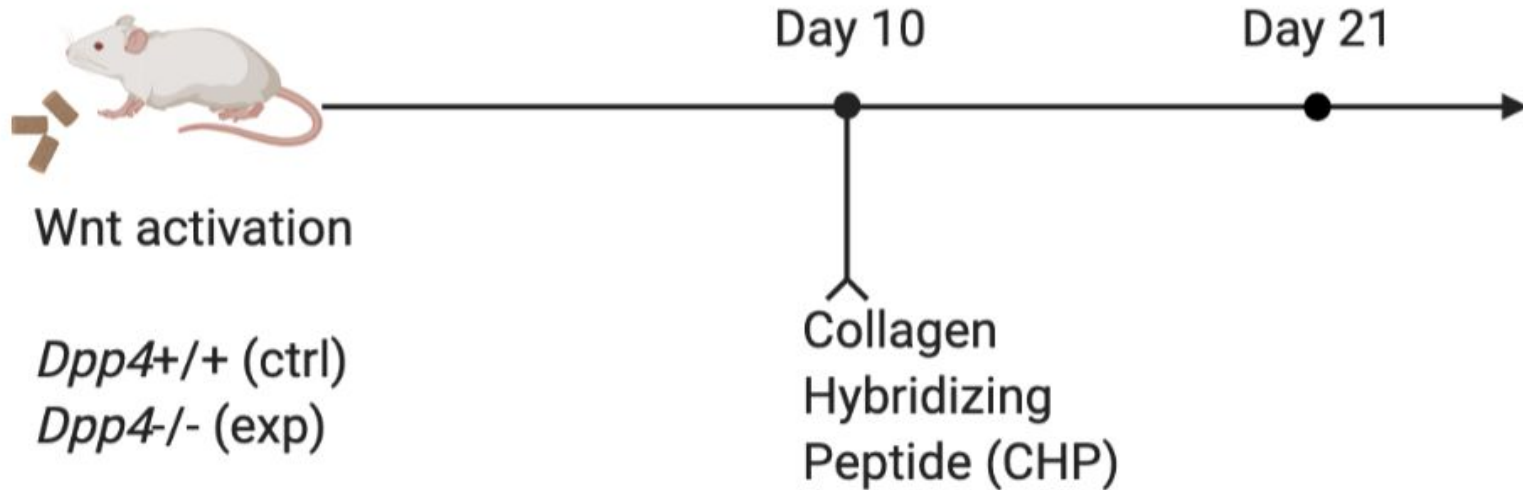 Day 10
Day 21
Wnt activation
Dpp4+/+ (ctrl)
Dpp4-/- (exp)
Collagen
Hybridizing
Peptide (CHP)